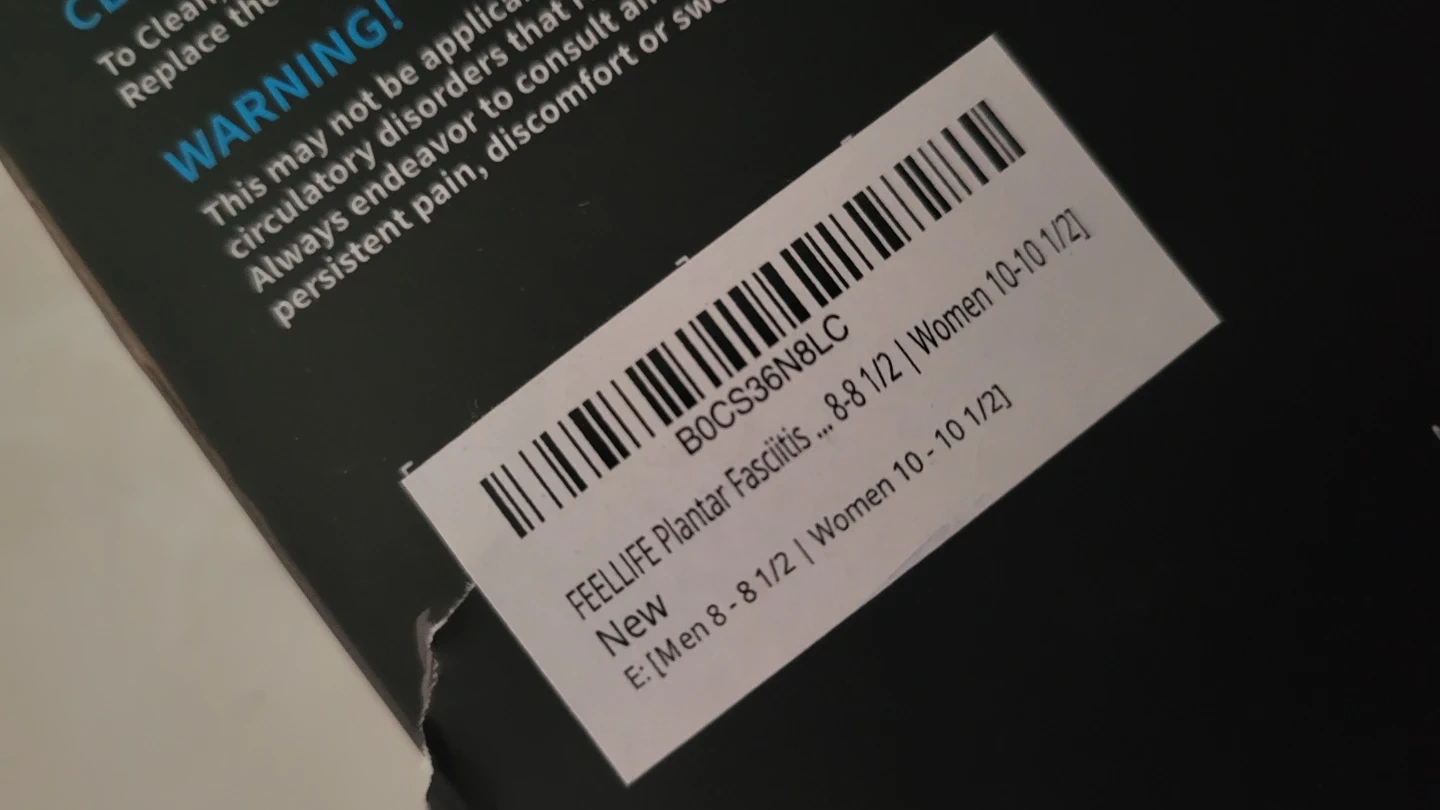 To Clean,
Replace the
WARNING!
This may not be applica
circulatory disorders that
Always endeavor to consult an
persistent pain, discomfort or swe
B0CS36N8LC
FEELLIFE Plantar Fasciitis ... 8-8 1/2 | Women 10-10 1/2]
New
E: [Men 8 - 8 1/2 | Women 10 - 10 1/2]